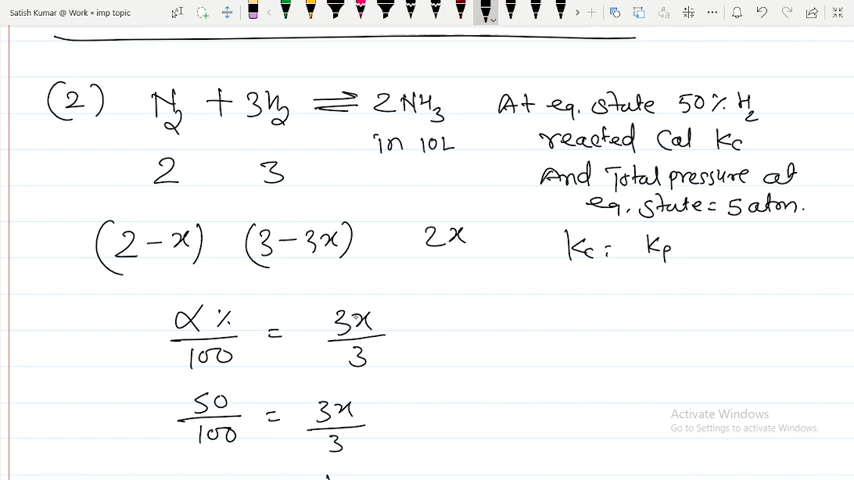 Satish Kumar @ Work » imp topic
(2) N2 + 3H2 ⇌ 2NH3 At eq. state 50% H2
in 10L reacted Cal Kc
2 3 And Total pressure at
eq. state = 5 atm.
(2-x) (3-3x) 2x Kc = Kp
α% / 100 = 3x / 3
50 / 100 = 3x / 3
Activate Windows
Go to Settings to activate Windows.